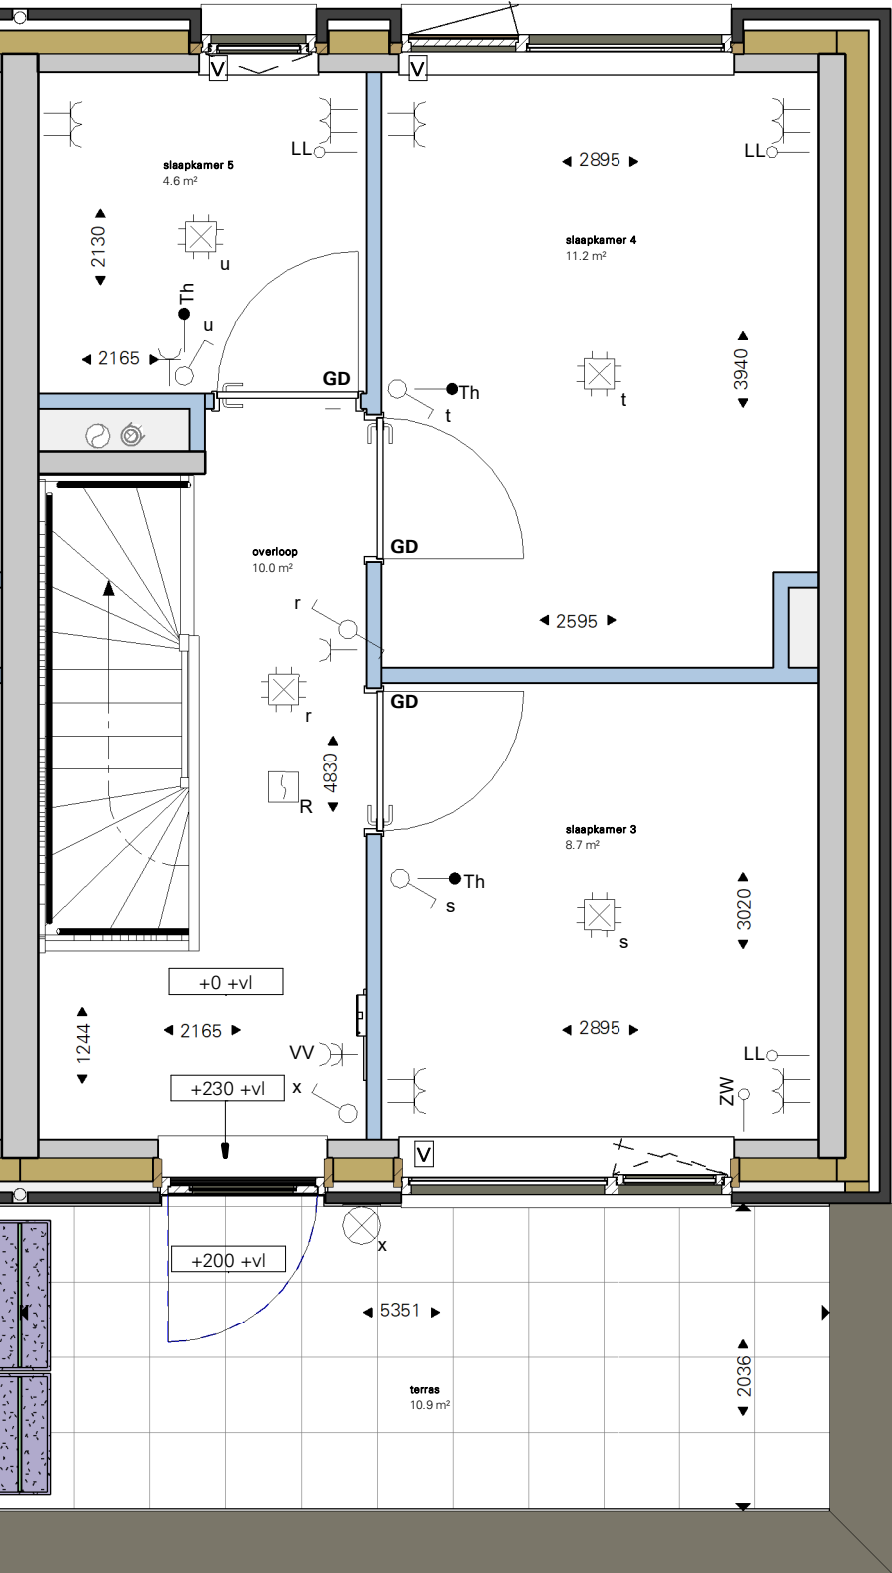 V
V
LL
LL
slaapkamer 5
4.6 m²
2895
2130
u
slaapkamer 4
11.2 m²
Th
u
2165
GD
3940
Th
t
t
GD
overloop
10.0 m²
r
2595
r
GD
4830
R
slaapkamer 3
8.7 m²
Th
s
3020
s
+0 +vl
1244
2165
2895
VV
LL
x
ZW
+230 +vl
V
x
+200 +vl
5351
2036
terras
10.9 m²